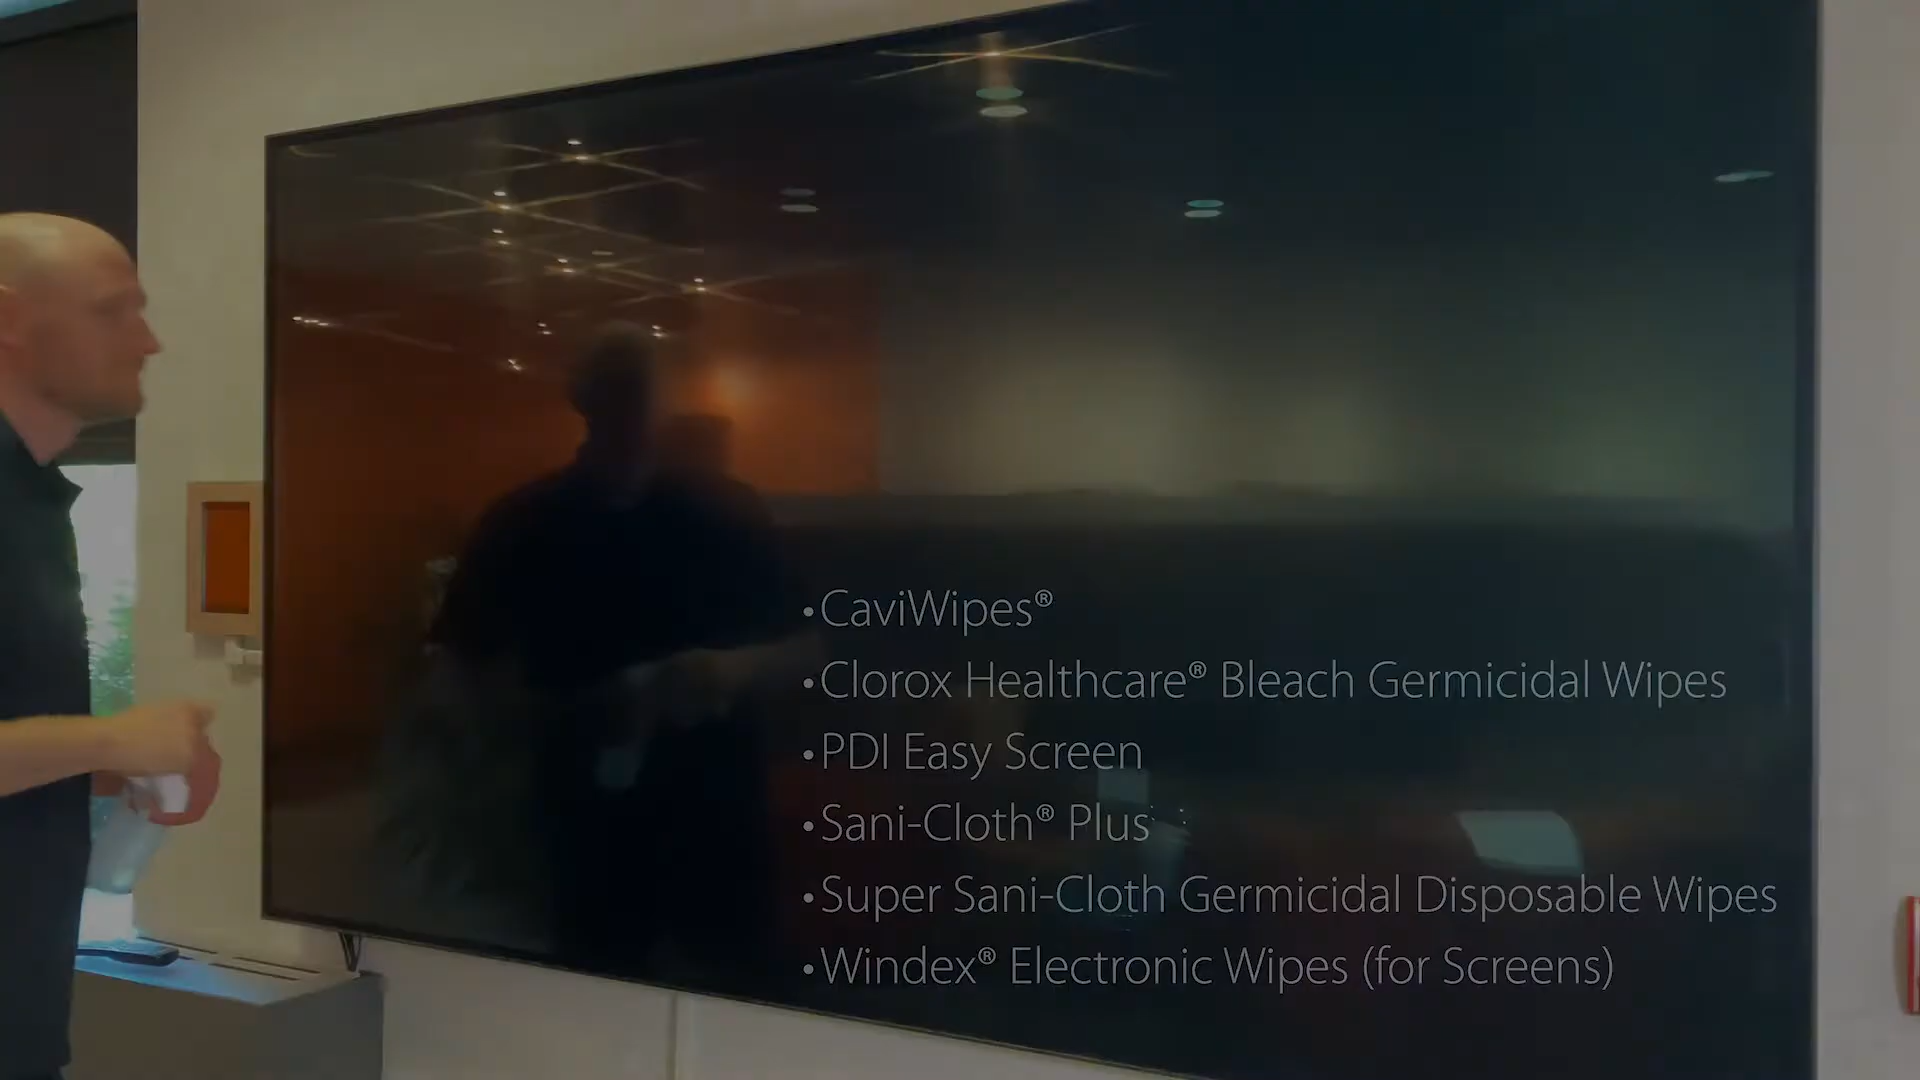 •CaviWipes®
•Clorox Healthcare® Bleach Germicidal Wipes
•PDI Easy Screen
•Sani-Cloth® Plus
•Super Sani-Cloth Germicidal Disposable Wipes
•Windex® Electronic Wipes (for Screens)